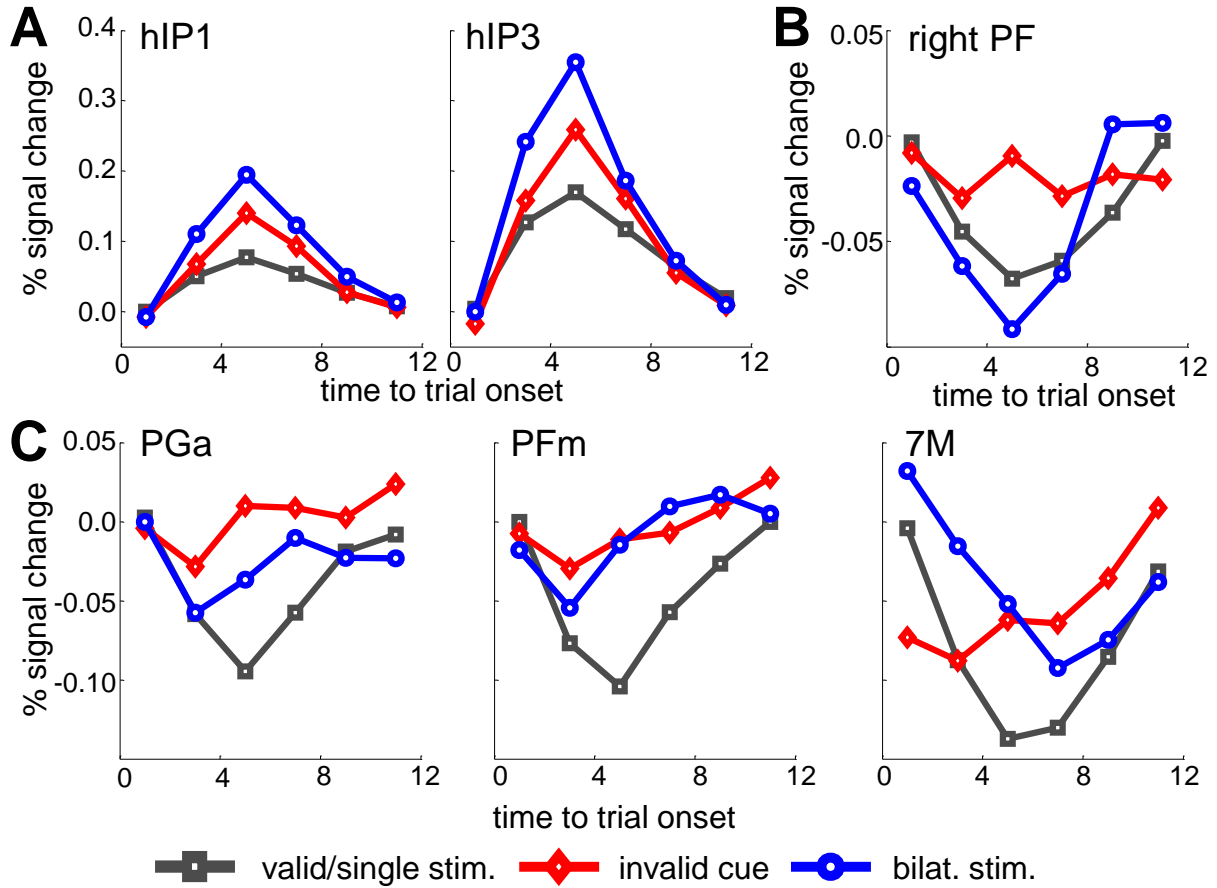 A
hIP1
hIP3
0.4
0.3
0.2
0.1
0.0
% signal change
0 4 8 12
0 4 8 12
time to trial onset
B
right PF
0.05
0.0
-0.05
% signal change
0 4 8 12
time to trial onset
C
PGa
PFm
7M
0.05
0.0
-0.05
-0.10
% signal change
0 4 8 12
0 4 8 12
0 4 8 12
time to trial onset
valid/single stim. invalid cue bilat. stim.